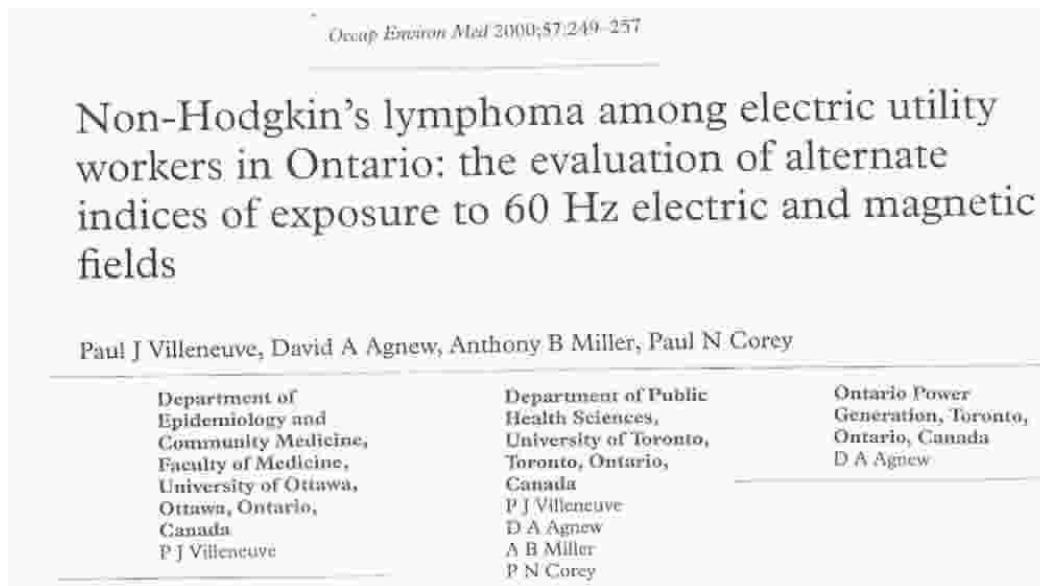 Occup Environ Med 2000;57:249–257
Non-Hodgkin's lymphoma among electric utility
workers in Ontario: the evaluation of alternate
indices of exposure to 60 Hz electric and magnetic
fields
Paul J Villeneuve, David A Agnew, Anthony B Miller, Paul N Corey
Department of
Epidemiology and
Community Medicine,
Faculty of Medicine,
University of Ottawa,
Ottawa, Ontario,
Canada
P J Villeneuve
Department of Public
Health Sciences,
University of Toronto,
Toronto, Ontario,
Canada
P J Villeneuve
D A Agnew
A B Miller
P N Corey
Ontario Power
Generation, Toronto,
Ontario, Canada
D A Agnew